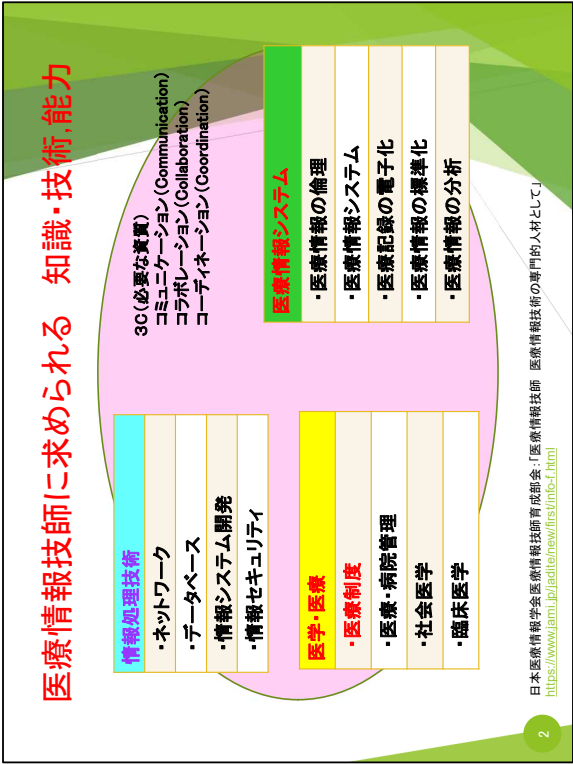 医療情報技師に求められる　知識・技術,能力
3C(必要な資質)
コミュニケーション(Communication)
コラボレーション(Collaboration)
コーディネーション(Coordination)
情報処理技術
・ネットワーク
・データベース
・情報システム開発
・情報セキュリティ
医療情報システム
・医療情報の倫理
・医療情報システム
・医療記録の電子化
・医療情報の標準化
・医療情報の分析
医学・医療
・医療制度
・医療・病院管理
・社会医学
・臨床医学
日本医療情報学会医療情報技師育成部会:「医療情報技師　医療情報技術の専門的人材として」
https://www.jami.jp/jadite/new/first/info-f.html
2